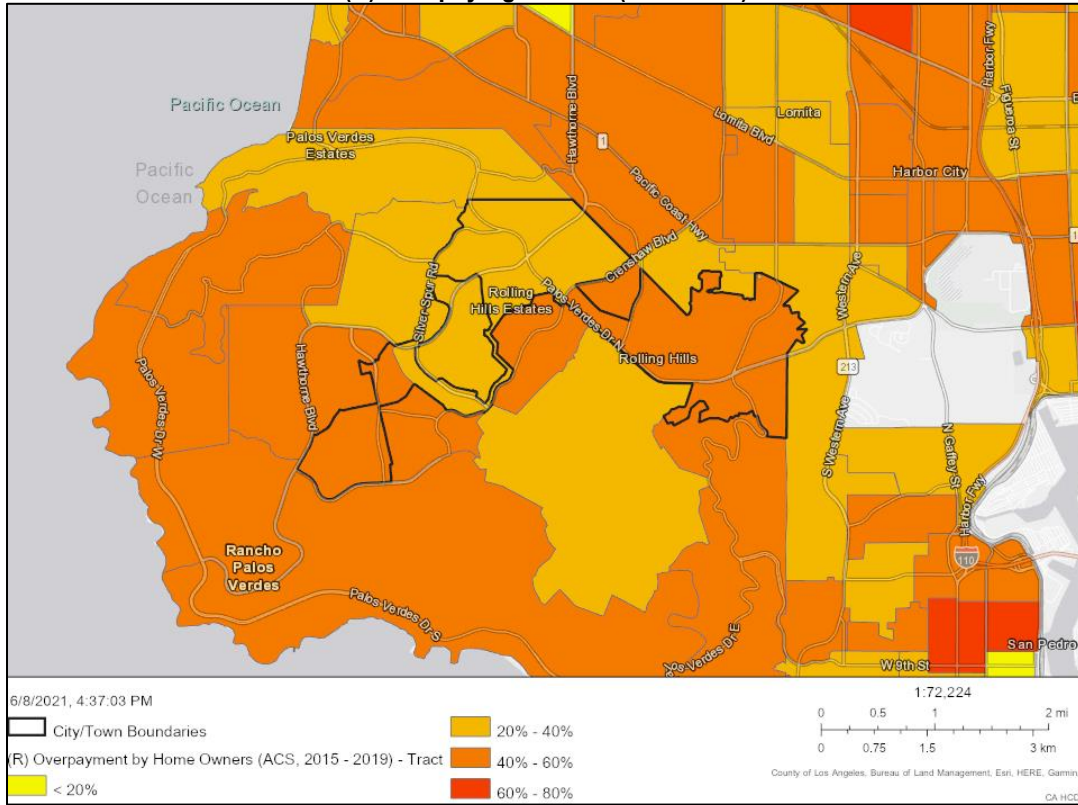 Pacific Ocean
Pacific
Ocean
Palos Verdes
Estates
Hawthorne Blvd
1
Pacific Coast Hwy
Lomita Blvd
Lomita
Harbor Fwy
Figueroa St
Harbor City
Crenshaw Blvd
Silver Spur Rd
Rolling
Hills Estates
Palos Verdes Dr N
Rolling Hills
Western Ave
213
Palos Verdes Dr W
Hawthorne Blvd
S Western Ave
N Gaffey St
Harbor Fwy
110
Rancho
Palos
Verdes
Palos Verdes Dr S
los Verdes Dr E
San Pedro
W 9th St
6/8/2021, 4:37:03 PM
City/Town Boundaries
(R) Overpayment by Home Owners (ACS, 2015 - 2019) - Tract
< 20%
20% - 40%
40% - 60%
60% - 80%
1:72,224
0 0.5 1 2 mi
0 0.75 1.5 3 km
County of Los Angeles, Bureau of Land Management, Esri, HERE, Garmin
CA HCD